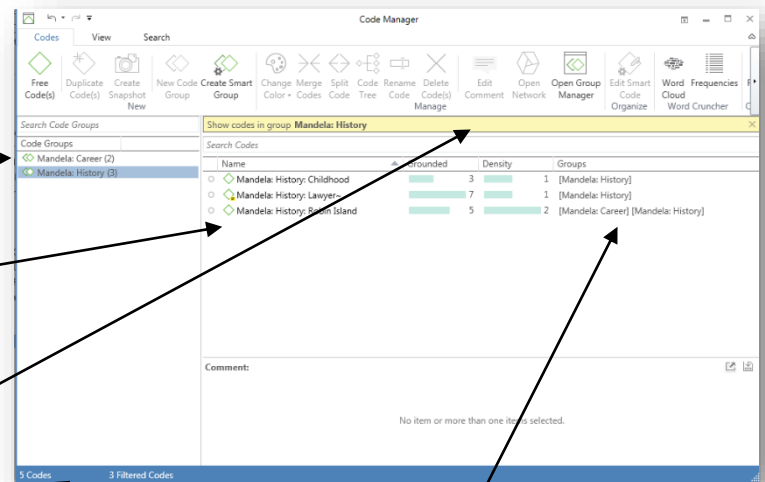 Code Manager
Codes View Search
Free Code(s)
Duplicate Code(s)
Create Snapshot
New Code Group
Create Smart Group
New
Change Color
Merge Codes
Split Code
Code Tree
Rename Code
Delete Code(s)
Manage
Edit Comment
Open Network
Open Group Manager
Edit Smart Code
Organize
Word Cloud
Frequencies
Word Cruncher
Search Code Groups
Code Groups
Mandela: Career (2)
Mandela: History (3)
Show codes in group Mandela: History
Search Codes
Name Grounded Density Groups
Mandela: History: Childhood 3 1 [Mandela: History]
Mandela: History: Lawyer~ 7 1 [Mandela: History]
Mandela: History: Robin Island 5 2 [Mandela: Career] [Mandela: History]
Comment:
No item or more than one items selected.
5 Codes 3 Filtered Codes